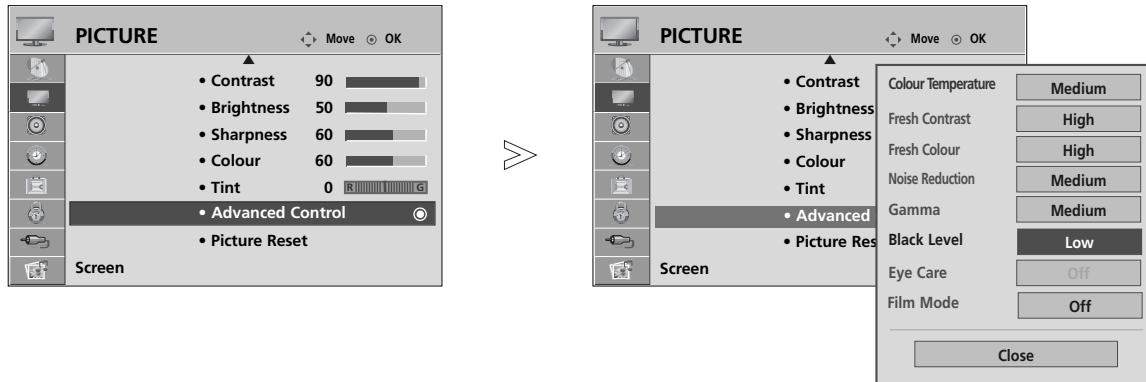 PICTURE
Move OK
• Contrast 90
• Brightness 50
• Sharpness 60
• Colour 60
• Tint 0 R G
• Advanced Control
• Picture Reset
Screen
PICTURE
Move OK
• Contrast
• Brightness
• Sharpness
• Colour
• Tint
• Advanced
• Picture Res
Screen
Colour Temperature Medium
Fresh Contrast High
Fresh Colour High
Noise Reduction Medium
Gamma Medium
Black Level Low
Eye Care Off
Film Mode Off
Close